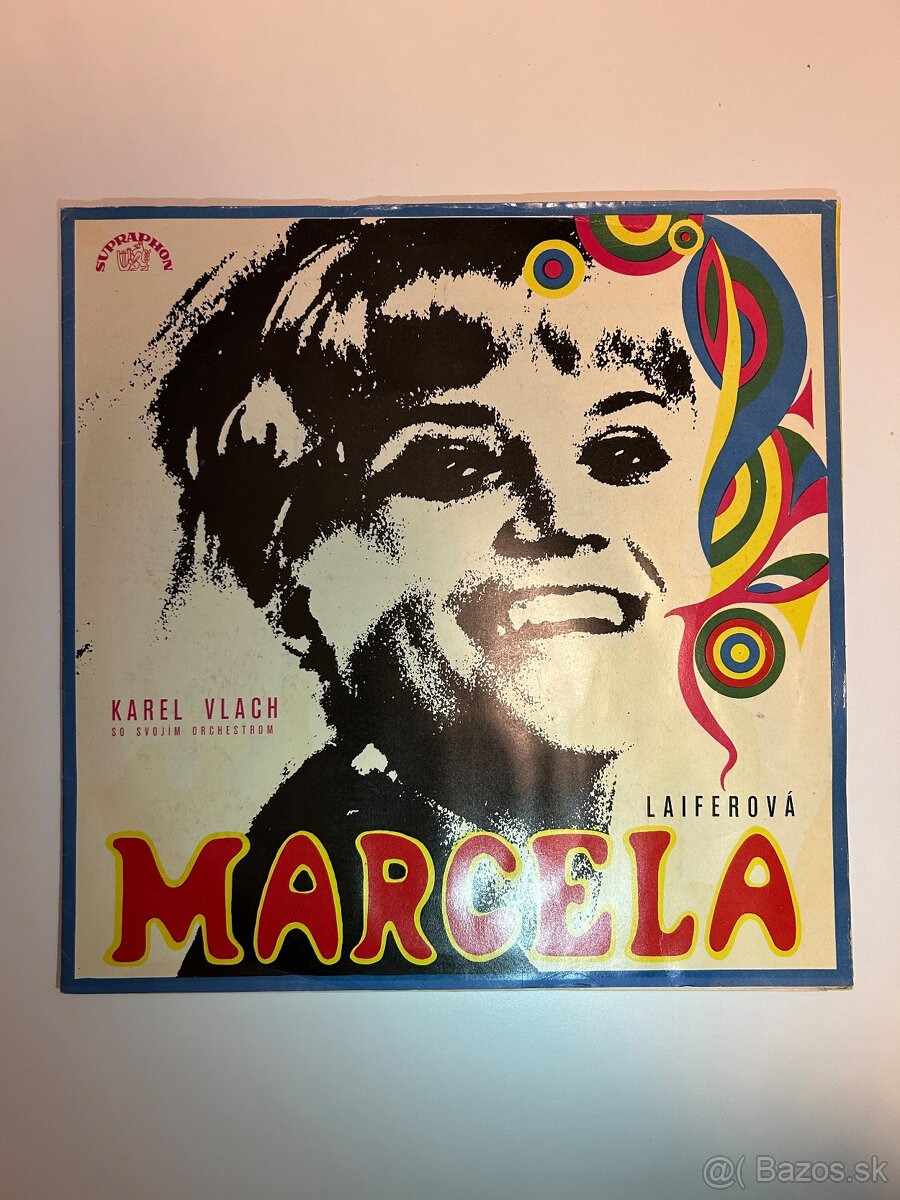 SUPRAPHON
KAREL VLACH
SO SVOJÍM ORCHESTROM
LAIFEROVÁ
MARCELA
@( Bazos.sk